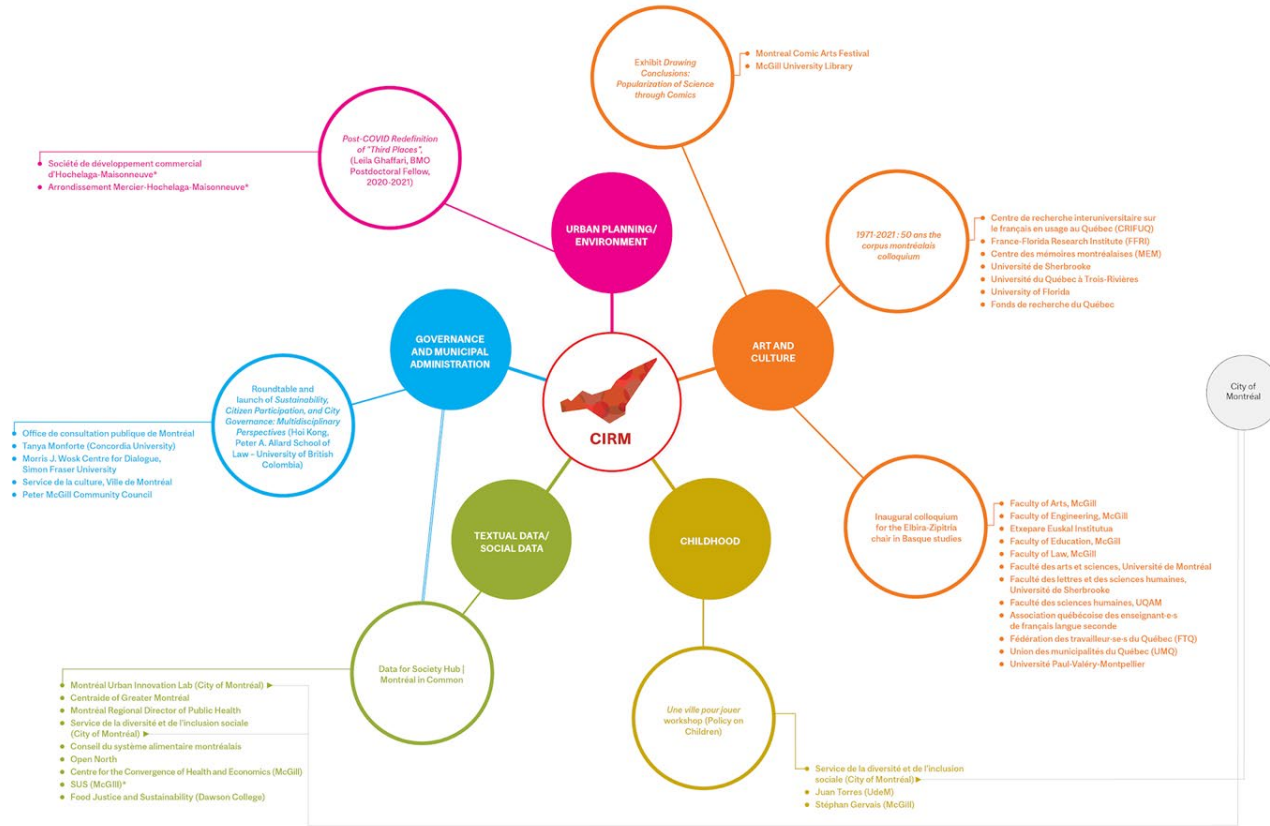 Exhibit Drawing
Conclusions:
Popularization of Science
through Comics
Montreal Comic Arts Festival
McGill University Library
Post-COVID Redefinition
of "Third Places",
(Leila Ghaffari, BMO
Postdoctoral Fellow,
2020-2021)
Société de développement commercial
d'Hochelaga-Maisonneuve*
Arrondissement Mercier-Hochelaga-Maisonneuve*
URBAN PLANNING/
ENVIRONMENT
1971-2021 : 50 ans the
corpus montréalais
colloquium
Centre de recherche interuniversitaire sur
le français en usage au Québec (CRIFUQ)
France-Florida Research Institute (FFRI)
Centre des mémoires montréalaises (MEM)
Université de Sherbrooke
Université du Québec à Trois-Rivières
University of Florida
Fonds de recherche du Québec
GOVERNANCE
AND MUNICIPAL
ADMINISTRATION
ART AND
CULTURE
CIRM
City of
Montréal
Roundtable and
launch of Sustainability,
Citizen Participation, and City
Governance: Multidisciplinary
Perspectives (Hoi Kong,
Peter A. Allard School of
Law – University of British
Colombia)
Office de consultation publique de Montréal
Tanya Monforte (Concordia University)
Morris J. Wosk Centre for Dialogue,
Simon Fraser University
Service de la culture, Ville de Montréal
Peter McGill Community Council
TEXTUAL DATA/
SOCIAL DATA
CHILDHOOD
Inaugural colloquium
for the Elbira-Zipitria
chair in Basque studies
Faculty of Arts, McGill
Faculty of Engineering, McGill
Etxepare Euskal Institutua
Faculty of Education, McGill
Faculty of Law, McGill
Faculté des arts et sciences, Université de Montréal
Faculté des lettres et des sciences humaines,
Université de Sherbrooke
Faculté des sciences humaines, UQAM
Association québécoise des enseignant·e·s
de français langue seconde
Fédération des travailleur·se·s du Québec (FTQ)
Union des municipalités du Québec (UMQ)
Université Paul-Valéry-Montpellier
Data for Society Hub |
Montréal in Common
Montréal Urban Innovation Lab (City of Montréal) ►
Centraide of Greater Montréal
Montréal Regional Director of Public Health
Service de la diversité et de l'inclusion sociale
(City of Montréal) ►
Conseil du système alimentaire montréalais
Open North
Centre for the Convergence of Health and Economics (McGill)
SUS (McGill)*
Food Justice and Sustainability (Dawson College)
Une ville pour jouer
workshop (Policy on
Children)
Service de la diversité et de l'inclusion
sociale (City of Montréal) ►
Juan Torres (UdeM)
Stéphan Gervais (McGill)